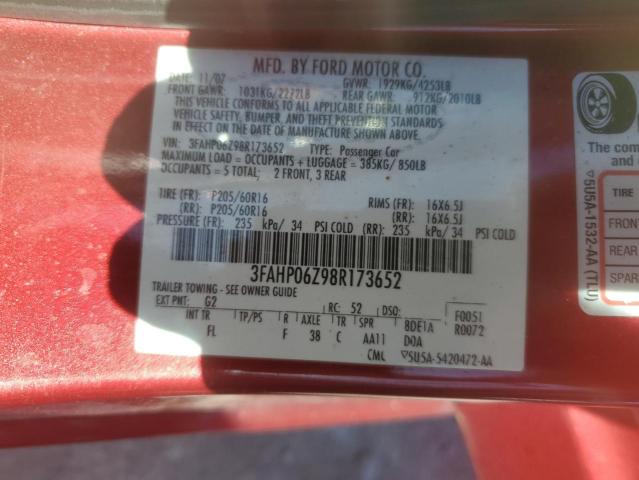 MFD. BY FORD MOTOR CO.
DATE: 11/07 GVWR: 1929KG/4253LB
FRONT GAWR: 1031KG/2272LB REAR GAWR: 912KG/2010LB
THIS VEHICLE CONFORMS TO ALL APPLICABLE FEDERAL MOTOR
VEHICLE SAFETY, BUMPER, AND THEFT PREVENTION STANDARDS
IN EFFECT ON THE DATE OF MANUFACTURE SHOWN ABOVE.
VIN: 3FAHP06Z98R173652 TYPE: Passenger Car
MAXIMUM LOAD = OCCUPANTS + LUGGAGE = 385KG/ 850LB
OCCUPANTS = 5 TOTAL; 2 FRONT, 3 REAR
TIRE (FR): P205/60R16 RIMS (FR): 16X6.5J
(RR): P205/60R16 (RR): 16X6.5J
PRESSURE (FR): 235 kPa/ 34 PSI COLD (RR): 235 kPa/ 34 PSI COLD
3FAHP06Z98R173652
TRAILER TOWING - SEE OWNER GUIDE
EXT PNT: G2 RC: 52 DSO: F0051
INT TR TP/PS R AXLE TR SPR 8DE1A R0072
FL F 38 C AA11 DOA
CML ▽5U5A-5420472-AA
The com
and
▽5U5A-1532-AA (TLU)
TIRE
FRONT
REAR
SPAR